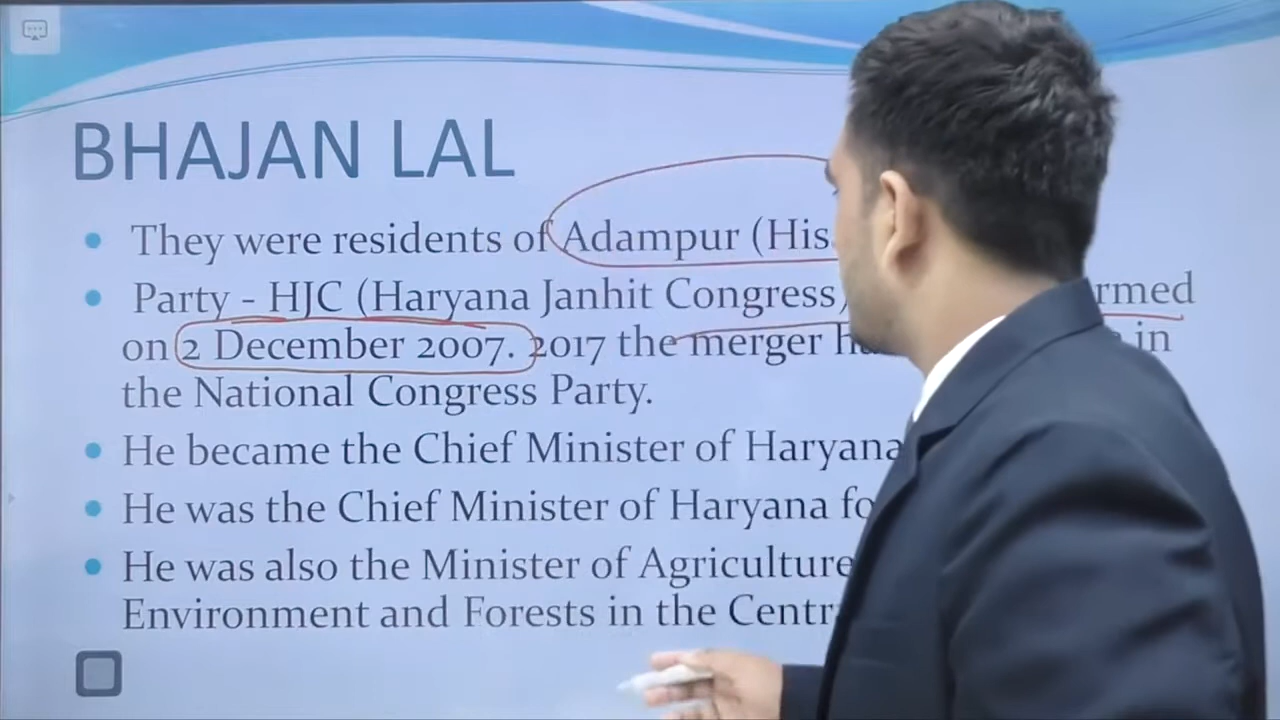 BHAJAN LAL
• They were residents of Adampur (His
• Party - HJC (Haryana Janhit Congress) rmed
on 2 December 2007. 2017 the merger in
the National Congress Party.
• He became the Chief Minister of Haryana
• He was the Chief Minister of Haryana fo
• He was also the Minister of Agriculture
Environment and Forests in the Centr